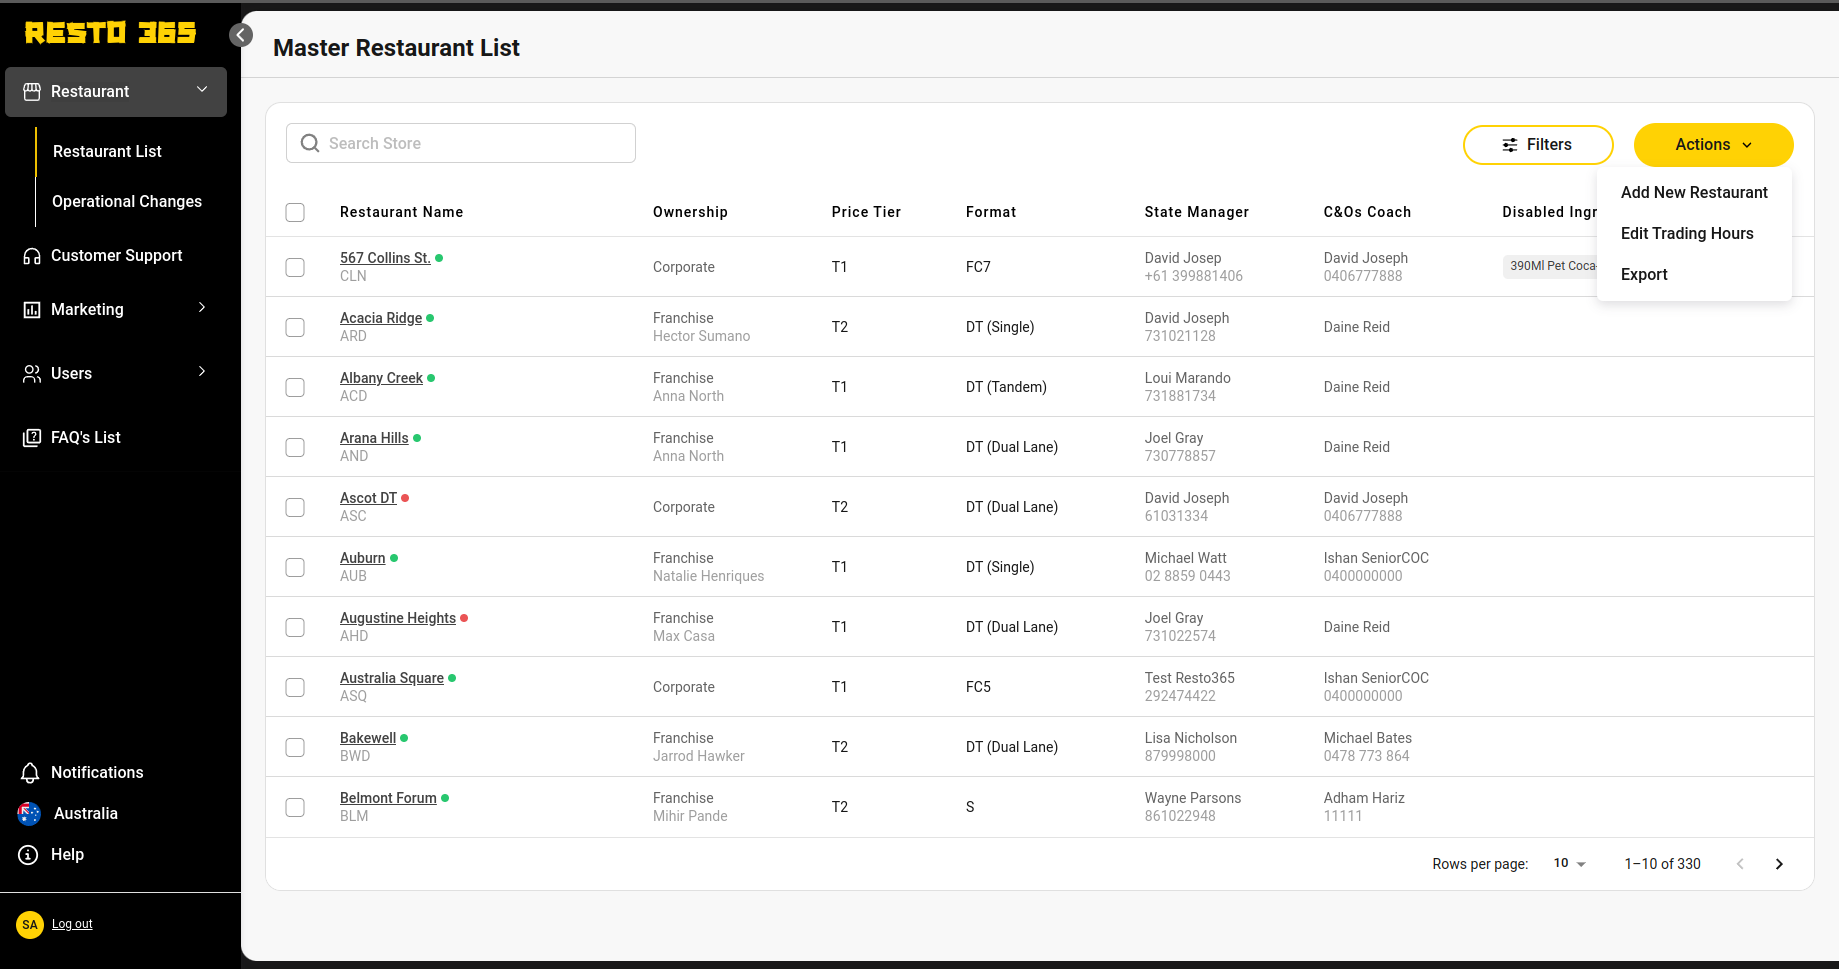 RESTO 365
Restaurant
Restaurant List
Operational Changes
Customer Support
Marketing
Users
FAQ's List
Notifications
Australia
Help
SA
Log out
Master Restaurant List
Search Store
Filters
Actions
Add New Restaurant
Edit Trading Hours
Export
Restaurant Name Ownership Price Tier Format State Manager C&Os Coach Disabled Ingr
567 Collins St. Corporate T1 FC7 David Josep David Joseph 390Ml Pet Coca-
CLN +61 399881406 0406777888
Acacia Ridge Franchise T2 DT (Single) David Joseph Daine Reid
ARD Hector Sumano 731021128
Albany Creek Franchise T1 DT (Tandem) Loui Marando Daine Reid
ACD Anna North 731881734
Arana Hills Franchise T1 DT (Dual Lane) Joel Gray Daine Reid
AND Anna North 730778857
Ascot DT Corporate T2 DT (Dual Lane) David Joseph David Joseph
ASC 61031334 0406777888
Auburn Franchise T1 DT (Single) Michael Watt Ishan SeniorCOC
AUB Natalie Henriques 02 8859 0443 0400000000
Augustine Heights Franchise T1 DT (Dual Lane) Joel Gray Daine Reid
AHD Max Casa 731022574
Australia Square Corporate T1 FC5 Test Resto365 Ishan SeniorCOC
ASQ 292474422 0400000000
Bakewell Franchise T2 DT (Dual Lane) Lisa Nicholson Michael Bates
BWD Jarrod Hawker 879998000 0478 773 864
Belmont Forum Franchise T2 S Wayne Parsons Adham Hariz
BLM Mihir Pande 861022948 11111
Rows per page: 10 1–10 of 330